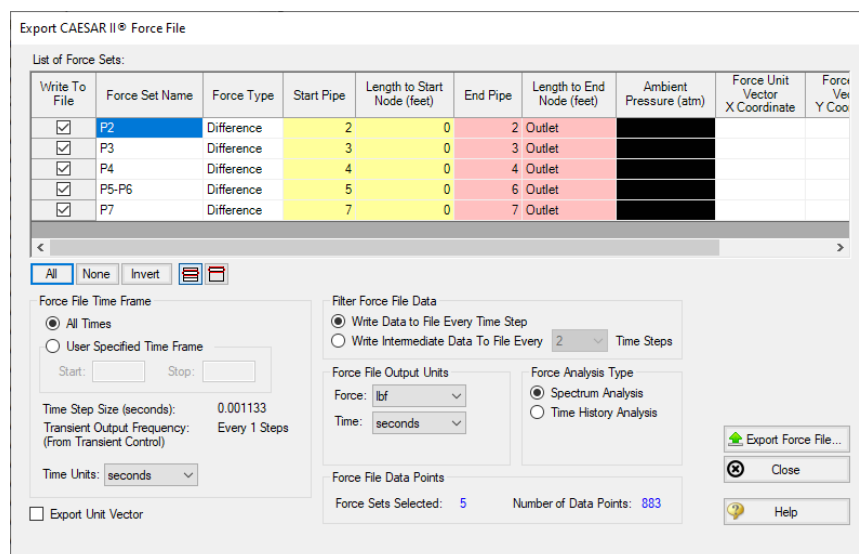 Export CAESAR II® Force File
List of Force Sets:
Write To File Force Set Name Force Type Start Pipe Length to Start Node (feet) End Pipe Length to End Node (feet) Ambient Pressure (atm) Force Unit Vector X Coordinate Force Vec Y Coor
P2 Difference 2 0 2 Outlet
P3 Difference 3 0 3 Outlet
P4 Difference 4 0 4 Outlet
P5-P6 Difference 5 0 6 Outlet
P7 Difference 7 0 7 Outlet
All None Invert
Force File Time Frame
All Times
User Specified Time Frame
Start: Stop:
Time Step Size (seconds): 0.001133
Transient Output Frequency: Every 1 Steps
(From Transient Control)
Time Units: seconds
Export Unit Vector
Filter Force File Data
Write Data to File Every Time Step
Write Intermediate Data To File Every 2 Time Steps
Force File Output Units
Force: lbf
Time: seconds
Force Analysis Type
Spectrum Analysis
Time History Analysis
Force File Data Points
Force Sets Selected: 5 Number of Data Points: 883
Export Force File...
Close
Help